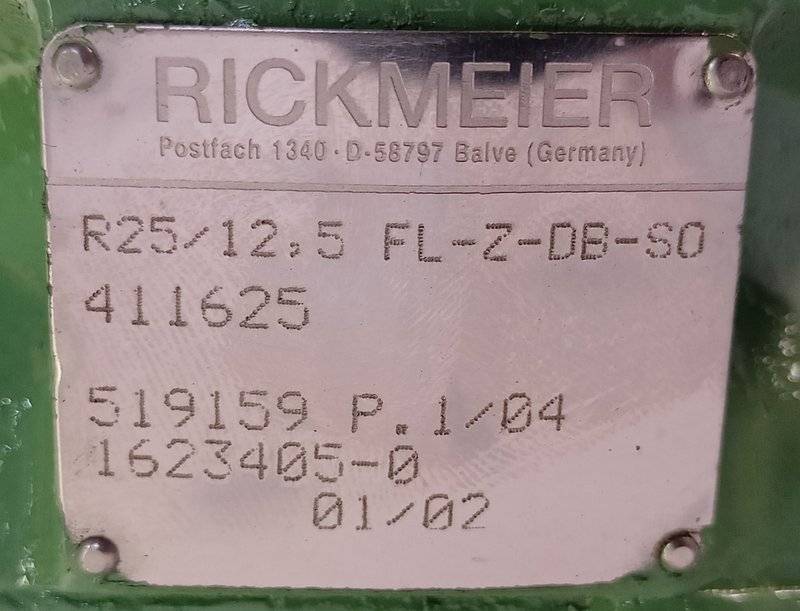 RICKMEIER
Postfach 1340 · D-58797 Balve (Germany)
R25/12,5 FL-Z-DB-SO
411625
519159 P.1/04
1623405-0
01/02